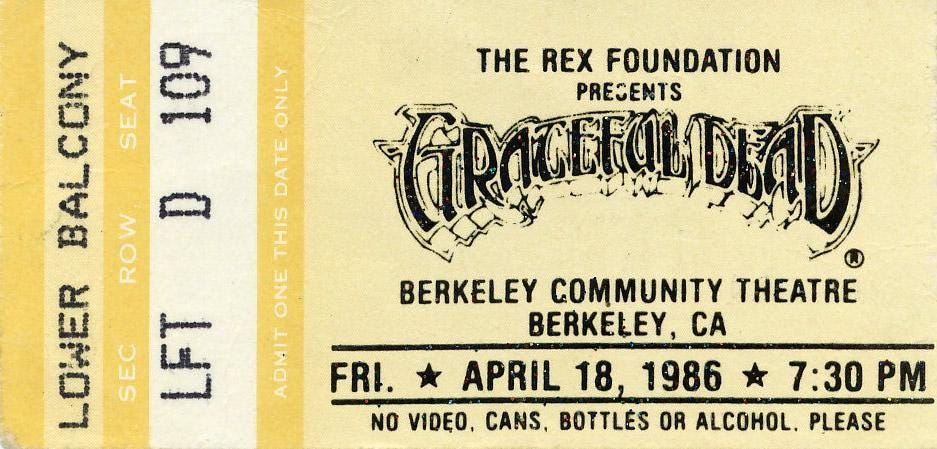 LOWER BALCONY
SEC ROW SEAT
LFT D 109
ADMIT ONE THIS DATE ONLY
THE REX FOUNDATION
PRESENTS
GRATEFUL DEAD
®
BERKELEY COMMUNITY THEATRE
BERKELEY, CA
FRI. ★ APRIL 18, 1986 ★ 7:30 PM
NO VIDEO, CANS, BOTTLES OR ALCOHOL, PLEASE